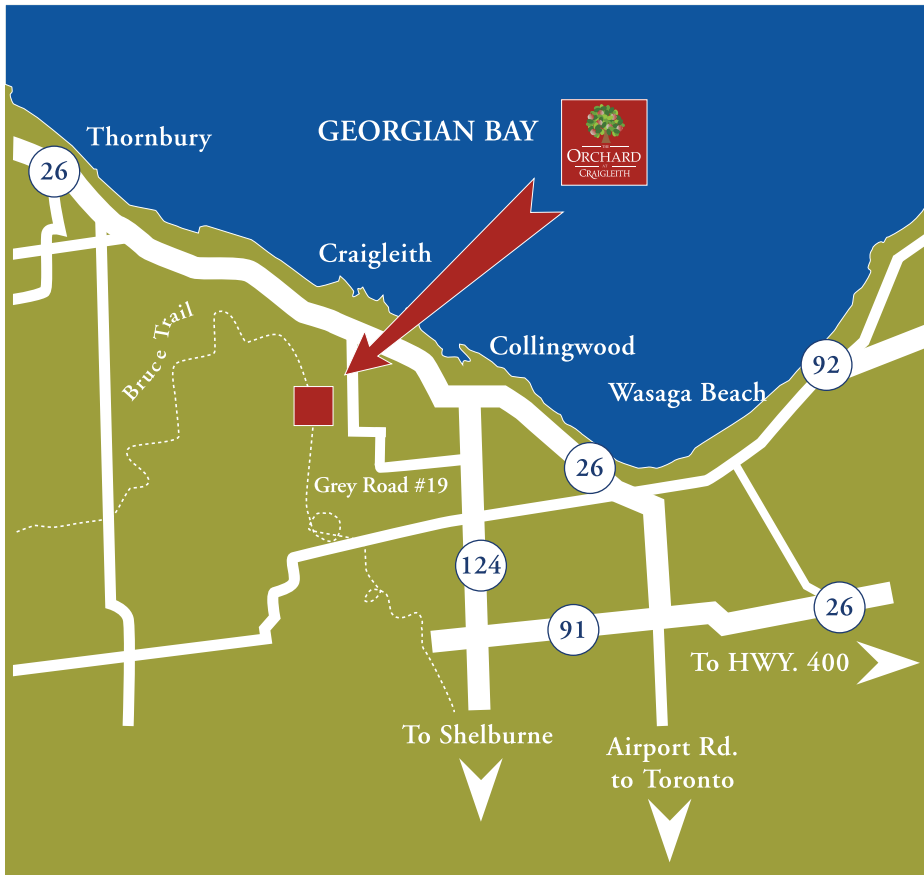 Thornbury
GEORGIAN BAY
THE
ORCHARD
AT
CRAIGLEITH
26
Craigleith
Bruce Trail
Collingwood
92
Wasaga Beach
26
Grey Road #19
124
26
91
To HWY. 400
To Shelburne
Airport Rd.
to Toronto